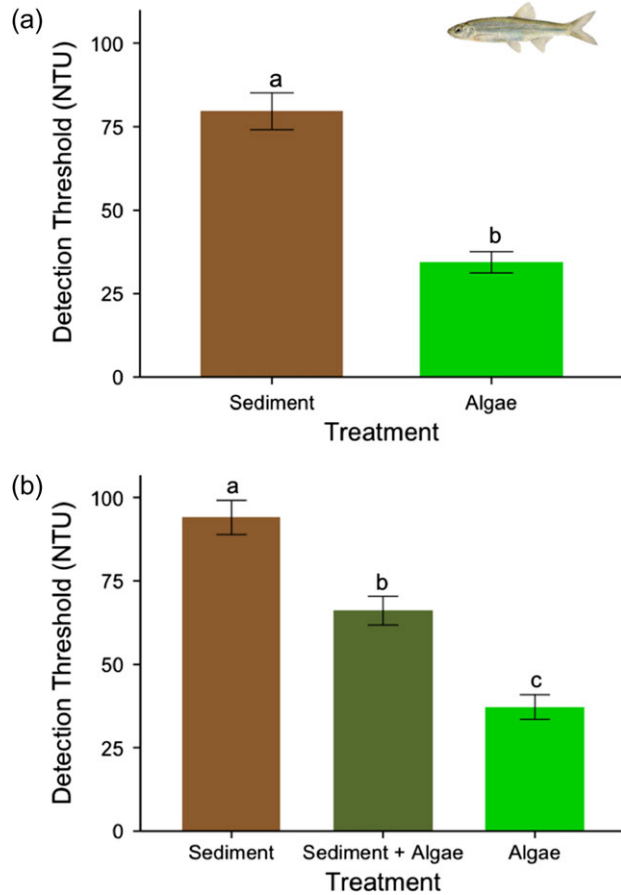 (a)
Detection Threshold (NTU)
100
75
50
25
0
a
b
Sediment
Algae
Treatment
(b)
Detection Threshold (NTU)
100
75
50
25
0
a
b
c
Sediment
Sediment + Algae
Algae
Treatment